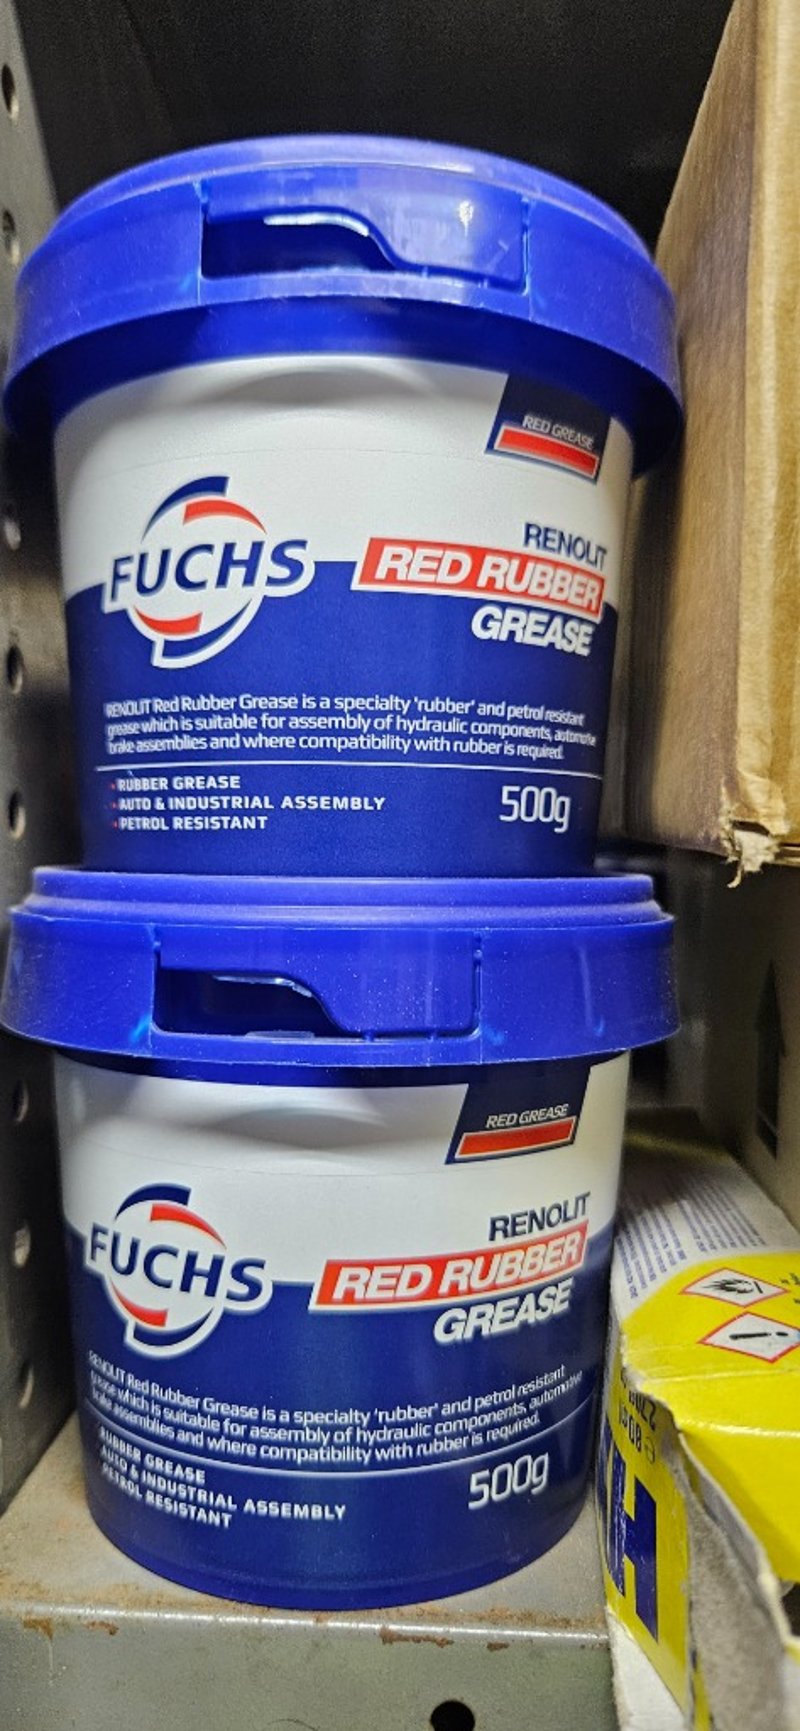 RED GREASE
FUCHS
RENOLIT
RED RUBBER
GREASE
RENOLIT Red Rubber Grease is a specialty 'rubber' and petrol resistant
grease which is suitable for assembly of hydraulic components, automotive
brake assemblies and where compatibility with rubber is required.
RUBBER GREASE
AUTO & INDUSTRIAL ASSEMBLY
PETROL RESISTANT
500g
RED GREASE
FUCHS
RENOLIT
RED RUBBER
GREASE
RENOLIT Red Rubber Grease is a specialty 'rubber' and petrol resistant
grease which is suitable for assembly of hydraulic components, automotive
brake assemblies and where compatibility with rubber is required.
RUBBER GREASE
AUTO & INDUSTRIAL ASSEMBLY
PETROL RESISTANT
500g